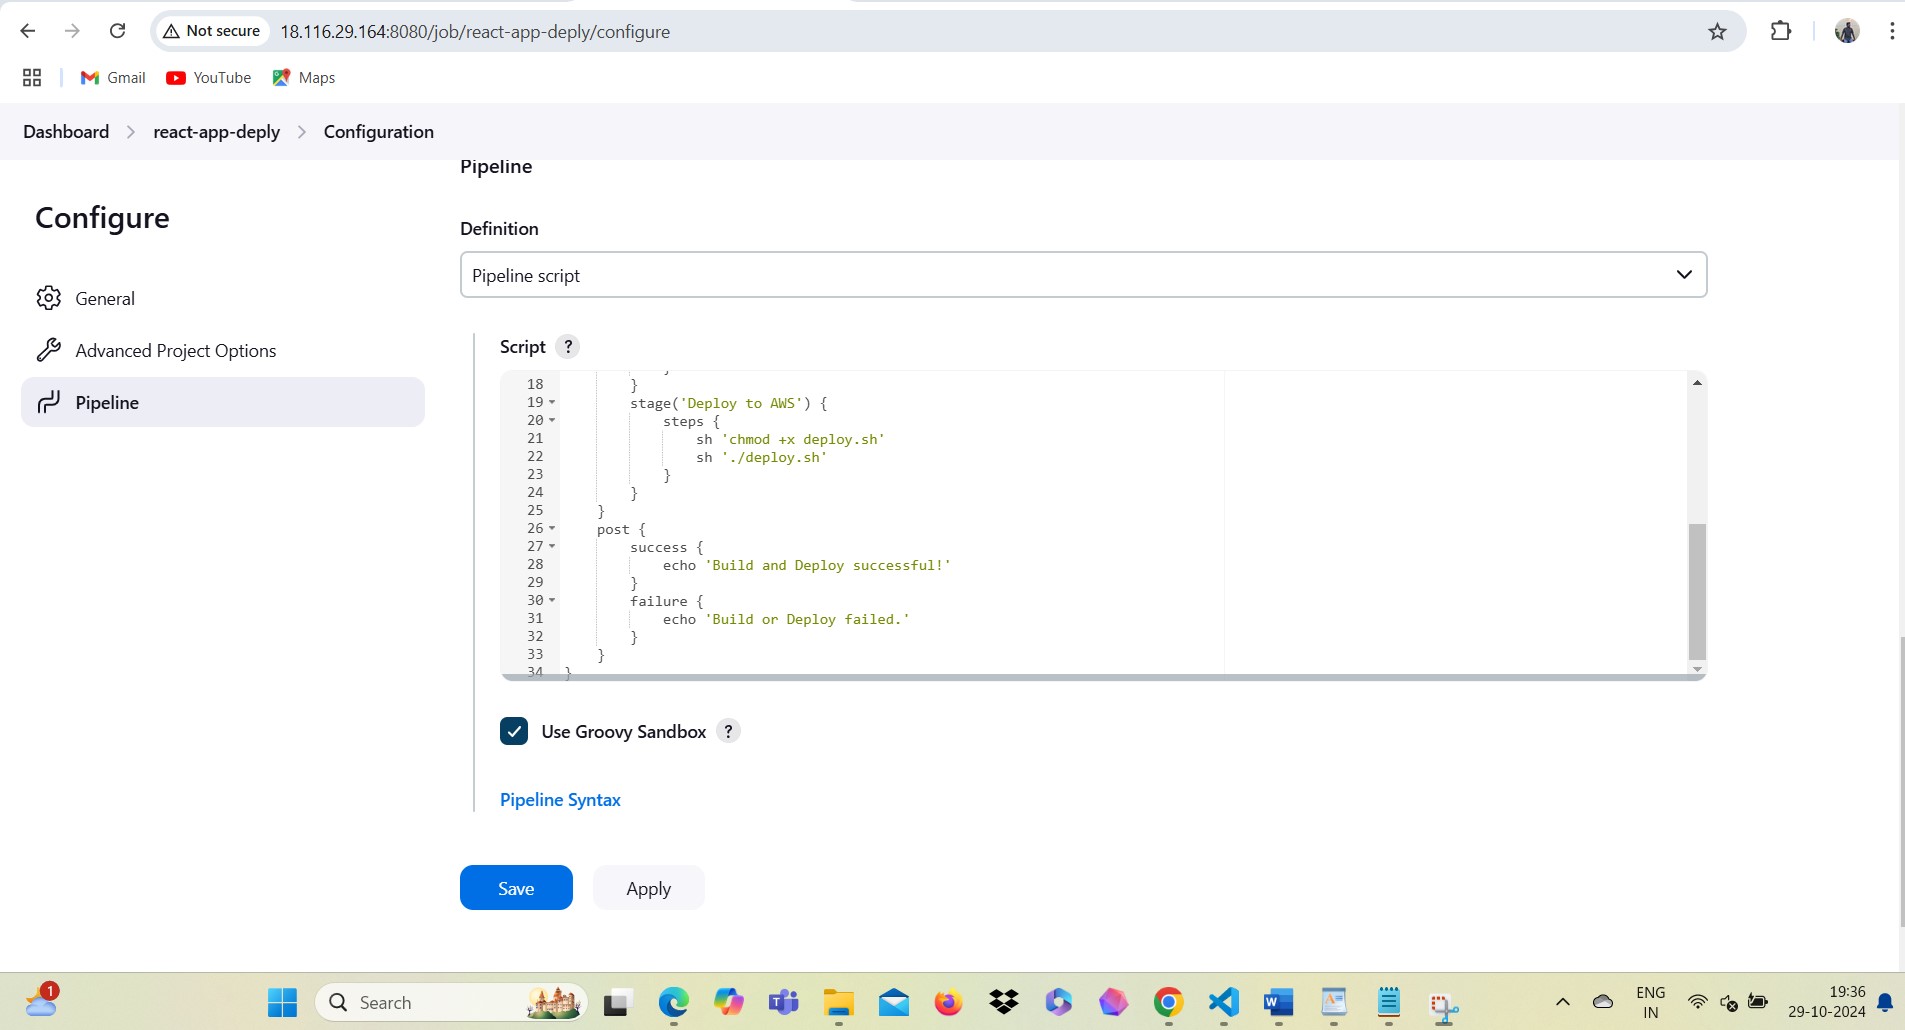 Not secure 18.116.29.164:8080/job/react-app-deply/configure
Gmail YouTube Maps
Dashboard react-app-deply Configuration
Pipeline
Configure
Definition
Pipeline script
General
Script ?
Advanced Project Options
Pipeline
18 }
19 stage('Deploy to AWS') {
20 steps {
21 sh 'chmod +x deploy.sh'
22 sh './deploy.sh'
23 }
24 }
25 }
26 post {
27 success {
28 echo 'Build and Deploy successful!'
29 }
30 failure {
31 echo 'Build or Deploy failed.'
32 }
33 }
34 }
Use Groovy Sandbox ?
Pipeline Syntax
Save Apply
1
Search
ENG
IN
19:36
29-10-2024